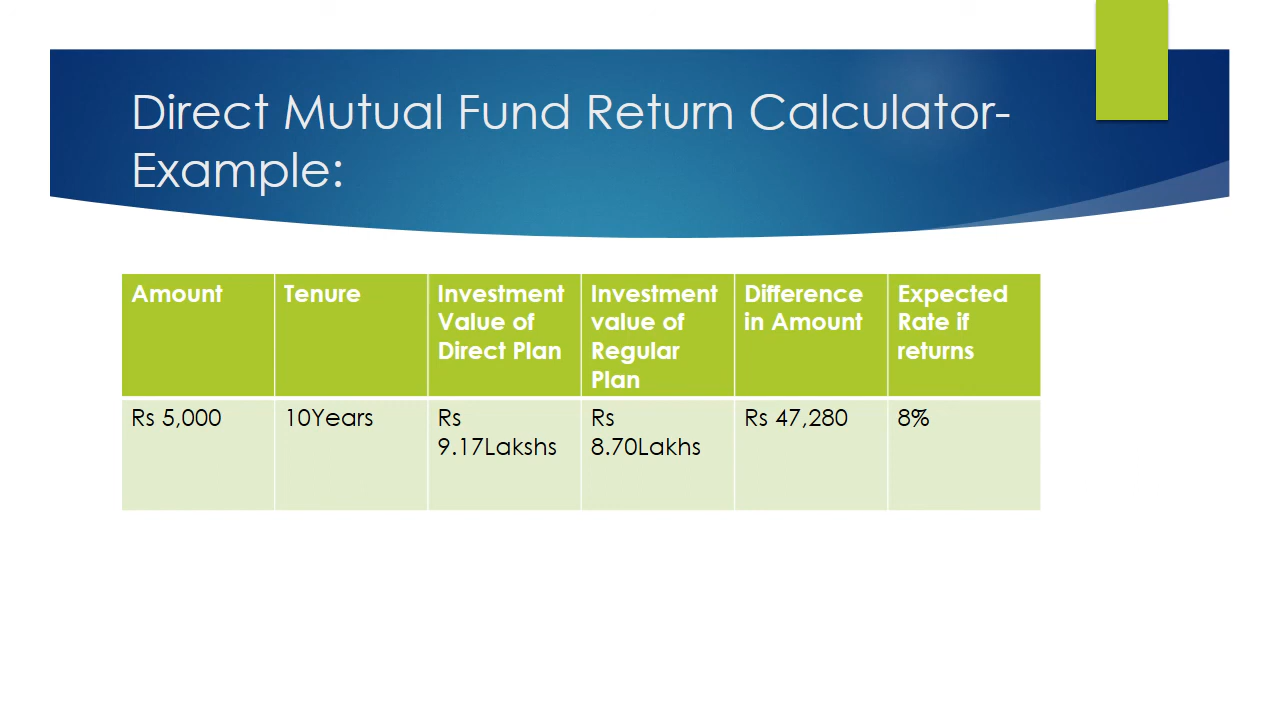 Direct Mutual Fund Return Calculator-
Example:
Amount
Tenure
Investment
Value of
Direct Plan
Investment
value of
Regular
Plan
Difference
in Amount
Expected
Rate if
returns
Rs 5,000
10Years
Rs
9.17Lakshs
Rs
8.70Lakhs
Rs 47,280
8%